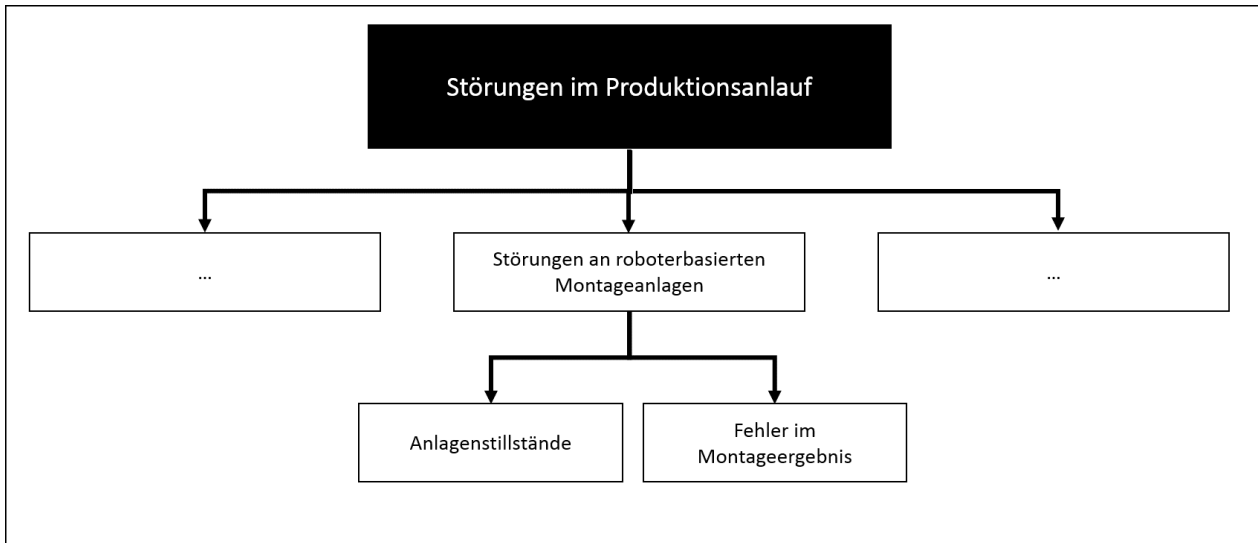 Störungen im Produktionsanlauf
...
Störungen an roboterbasierten
Montageanlagen
...
Anlagenstillstände
Fehler im
Montageergebnis